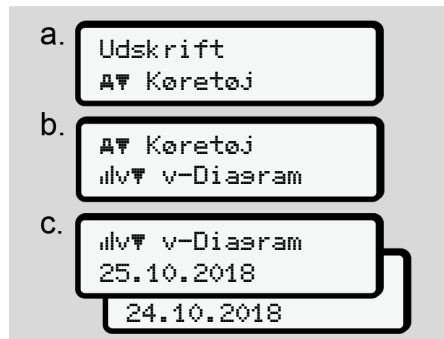 a.
Udskrift
Køretøj
b.
Køretøj
v v-Diagram
c.
v v-Diagram
25.10.2018
24.10.2018